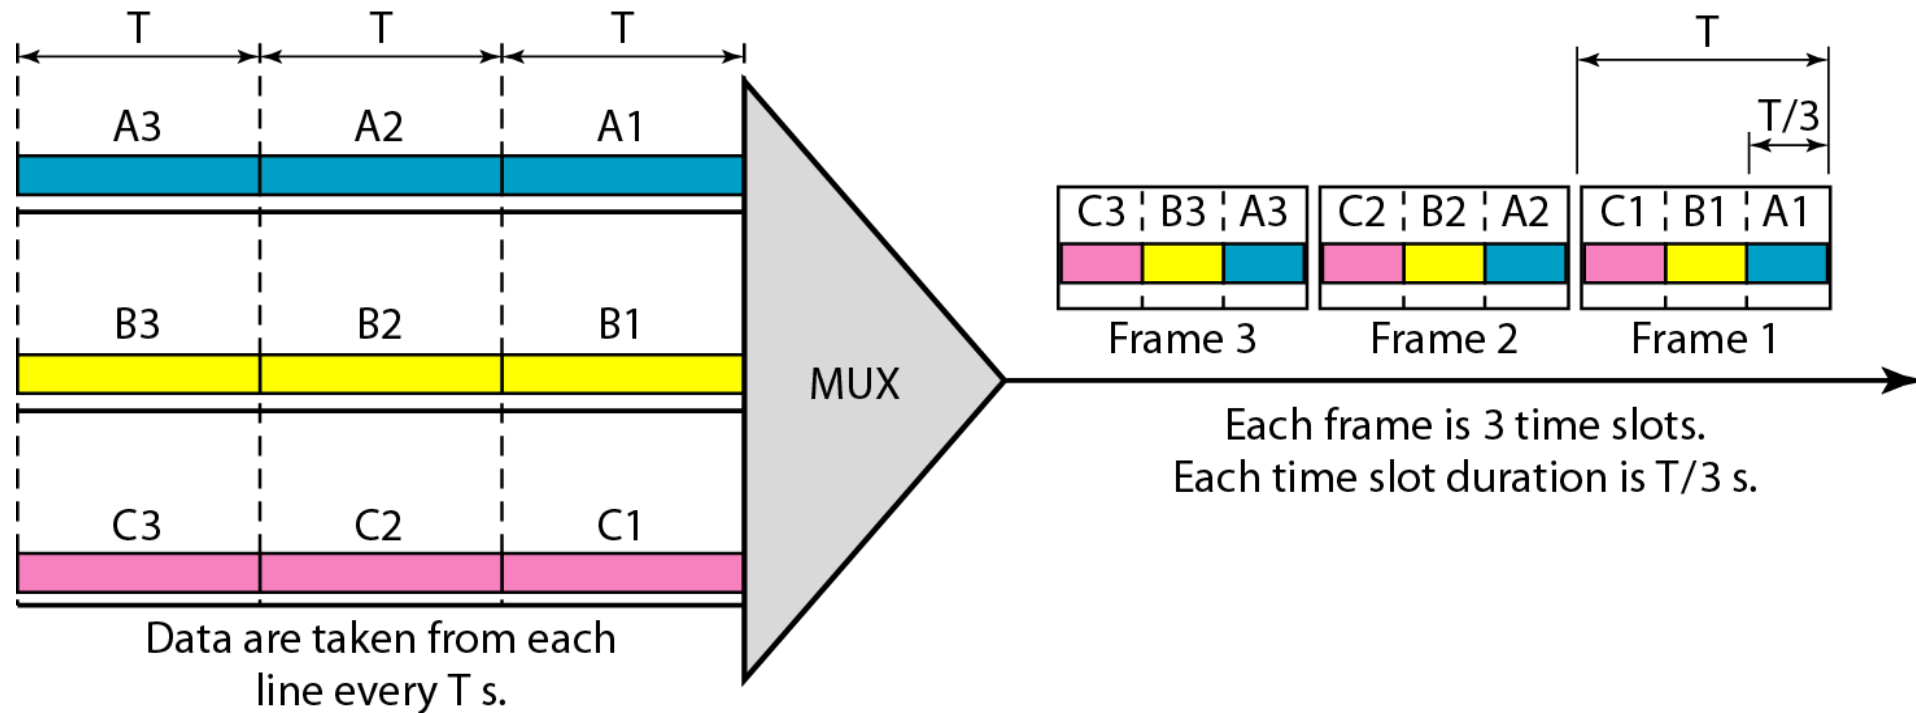 T T T
T
T/3
A3 A2 A1
C3 B3 A3 C2 B2 A2 C1 B1 A1
B3 B2 B1
Frame 3 Frame 2 Frame 1
MUX
Each frame is 3 time slots.
Each time slot duration is T/3 s.
C3 C2 C1
Data are taken from each
line every T s.